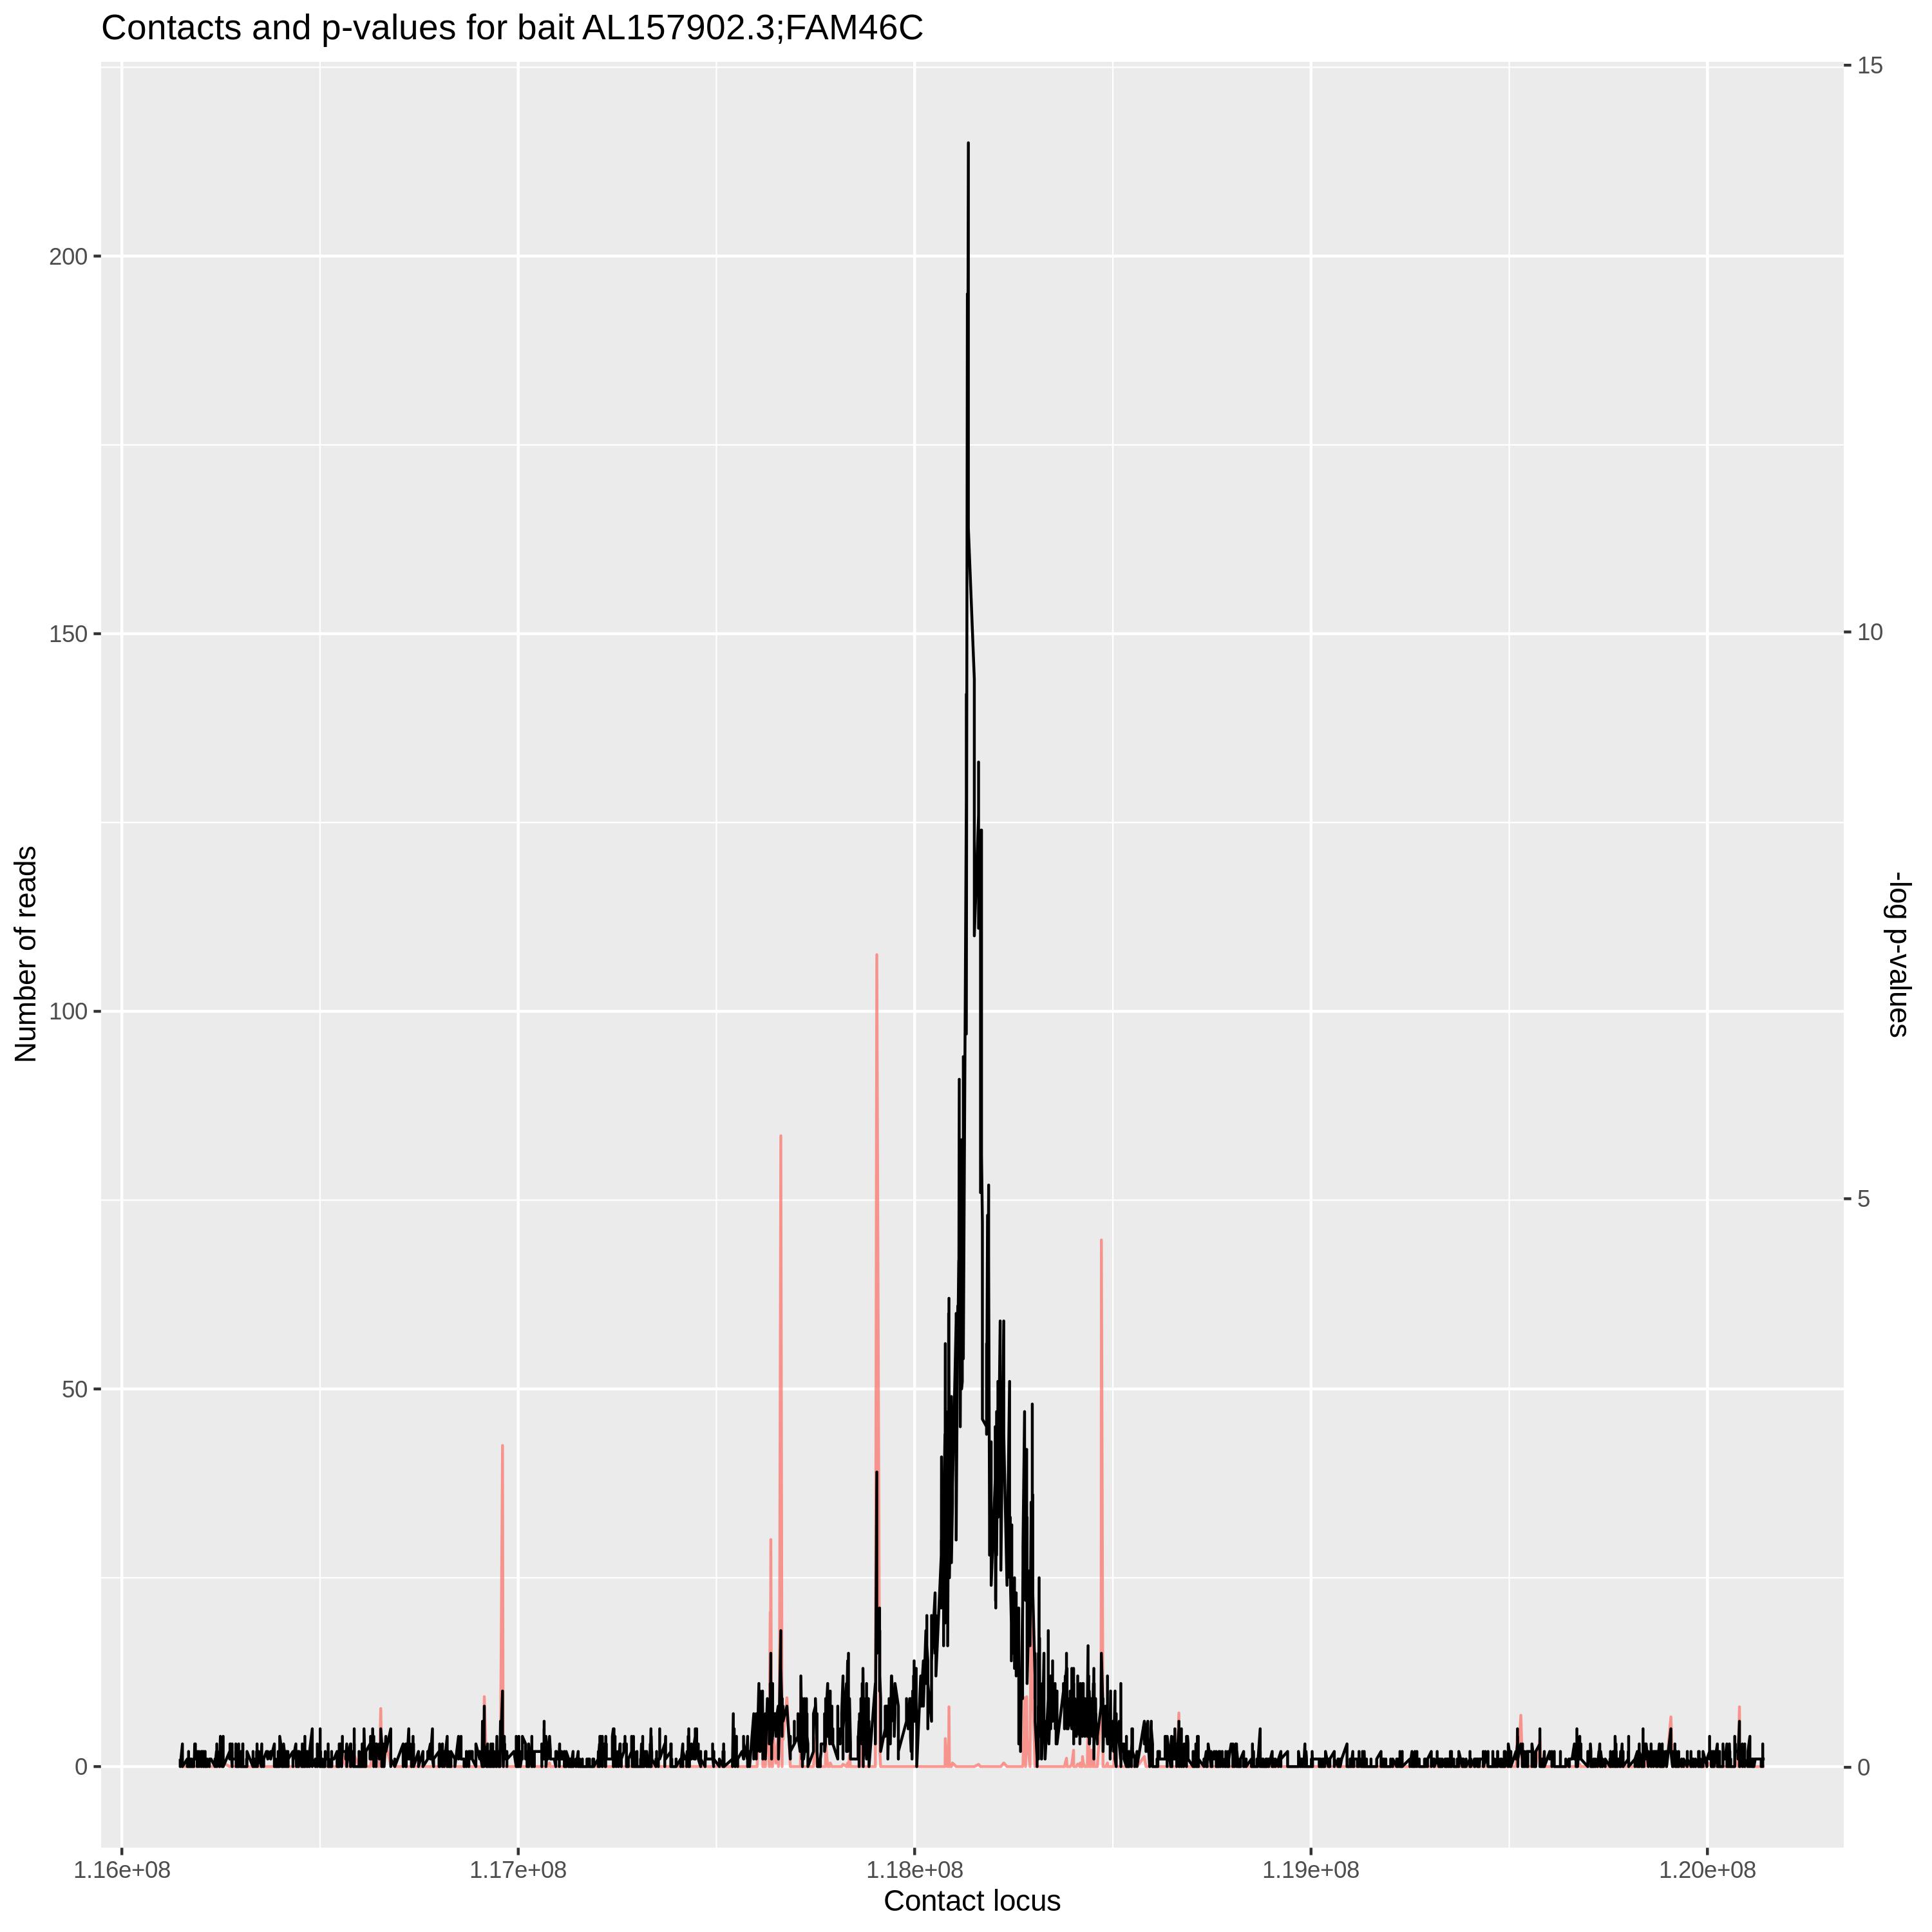 Contacts and p-values for bait AL157902.3;FAM46C
15
200
150
10
Number of reads
-log p-values
100
5
50
0
0
1.16e+08
1.17e+08
1.18e+08
1.19e+08
1.20e+08
Contact locus